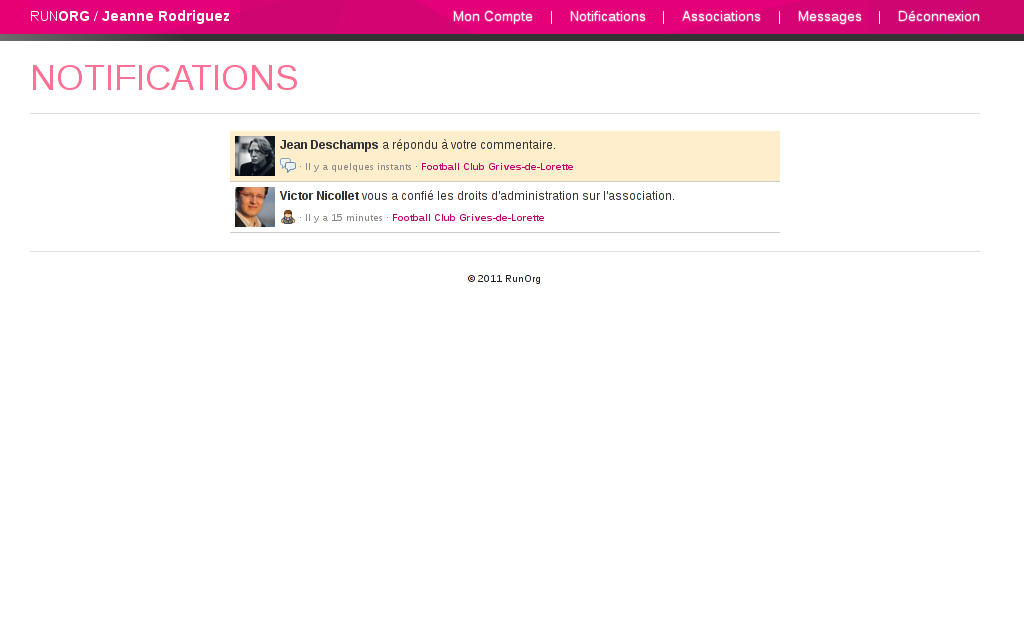 RUNORG / Jeanne Rodriguez Mon Compte | Notifications | Associations | Messages | Déconnexion
NOTIFICATIONS
Jean Deschamps a répondu à votre commentaire.
· Il y a quelques instants · Football Club Grives-de-Lorette
Victor Nicollet vous a confié les droits d'administration sur l'association.
· Il y a 15 minutes · Football Club Grives-de-Lorette
© 2011 RunOrg